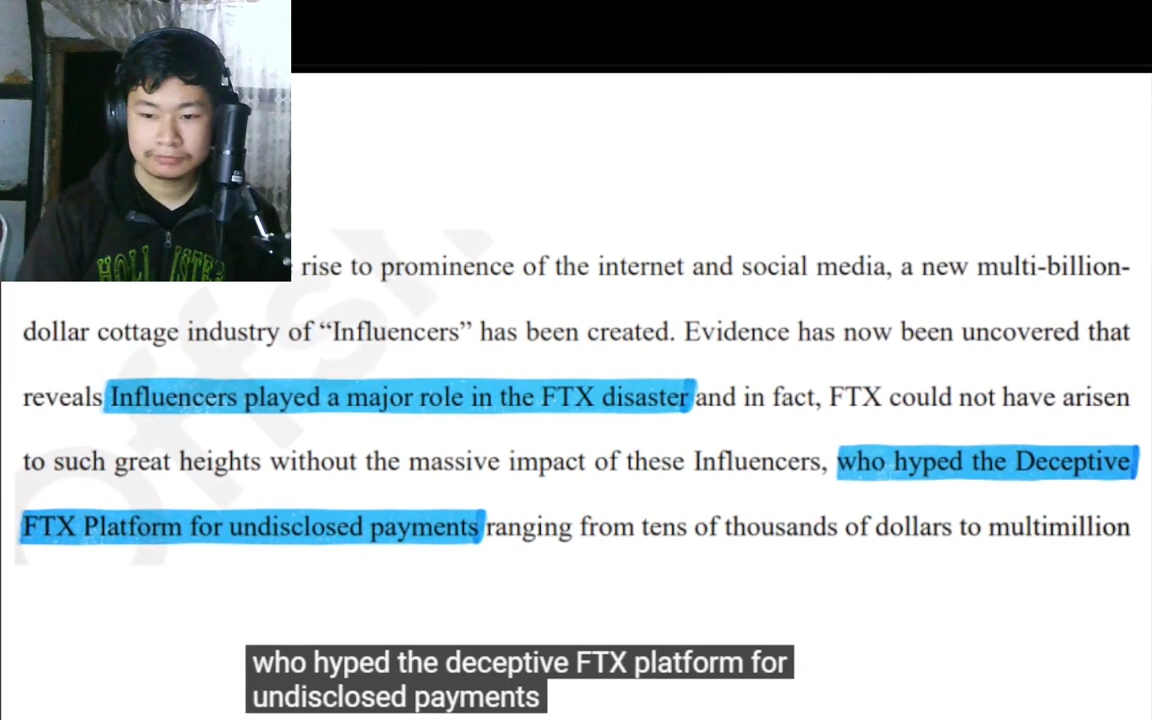 HOLLISTER
rise to prominence of the internet and social media, a new multi-billion-
dollar cottage industry of “Influencers” has been created. Evidence has now been uncovered that
reveals Influencers played a major role in the FTX disaster and in fact, FTX could not have arisen
to such great heights without the massive impact of these Influencers, who hyped the Deceptive
FTX Platform for undisclosed payments ranging from tens of thousands of dollars to multimillion
who hyped the deceptive FTX platform for
undisclosed payments